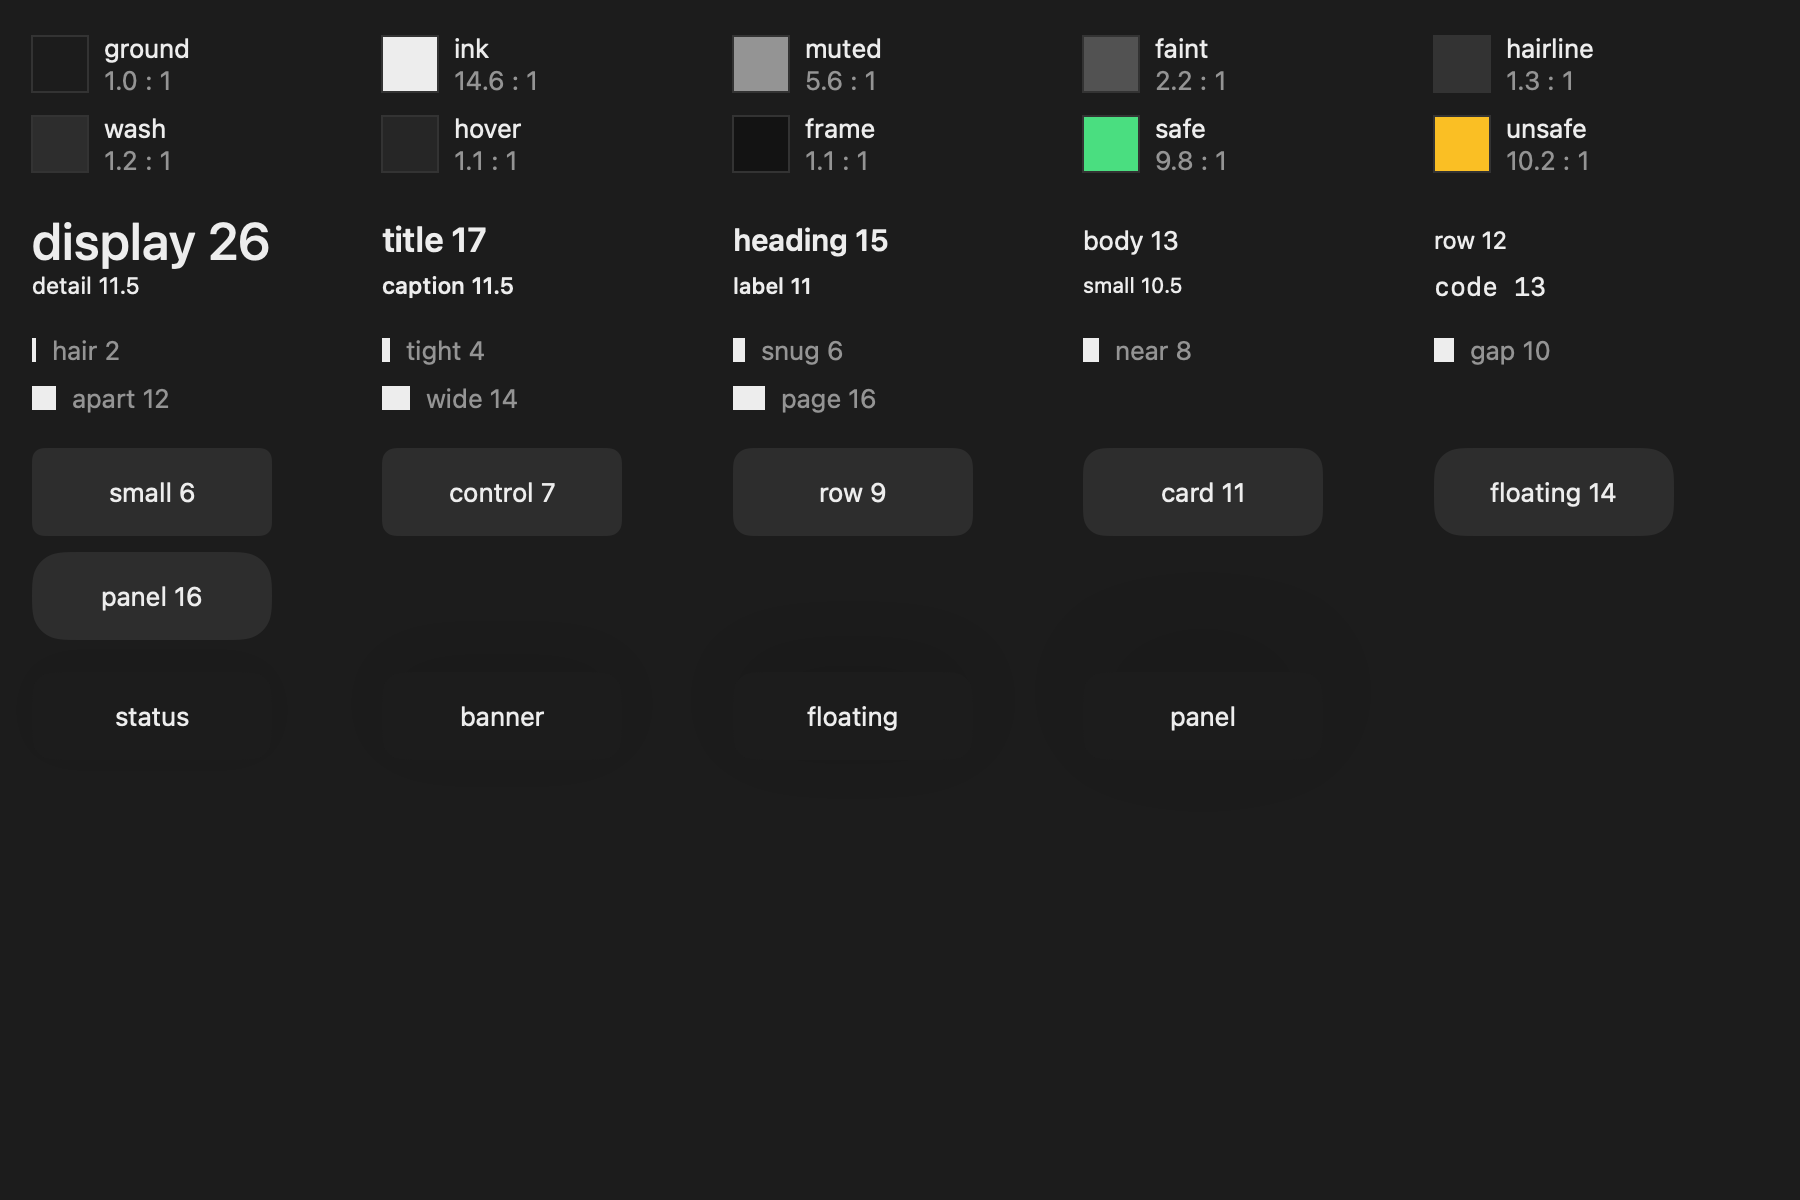 ground
1.0 : 1
ink
14.6 : 1
muted
5.6 : 1
faint
2.2 : 1
hairline
1.3 : 1
wash
1.2 : 1
hover
1.1 : 1
frame
1.1 : 1
safe
9.8 : 1
unsafe
10.2 : 1
display 26
title 17
heading 15
body 13
row 12
detail 11.5
caption 11.5
label 11
small 10.5
code 13
hair 2
tight 4
snug 6
near 8
gap 10
apart 12
wide 14
page 16
small 6
control 7
row 9
card 11
floating 14
panel 16
status
banner
floating
panel